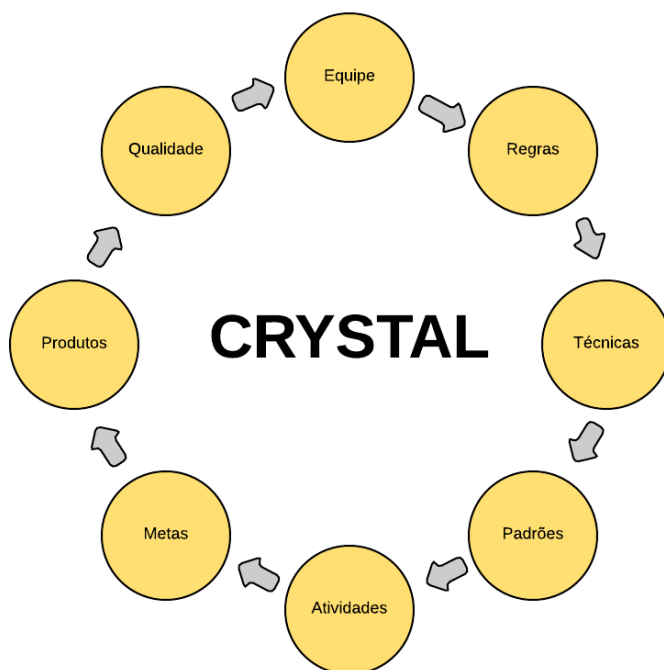 Equipe
Qualidade
Regras
CRYSTAL
Produtos
Técnicas
Metas
Padrões
Atividades